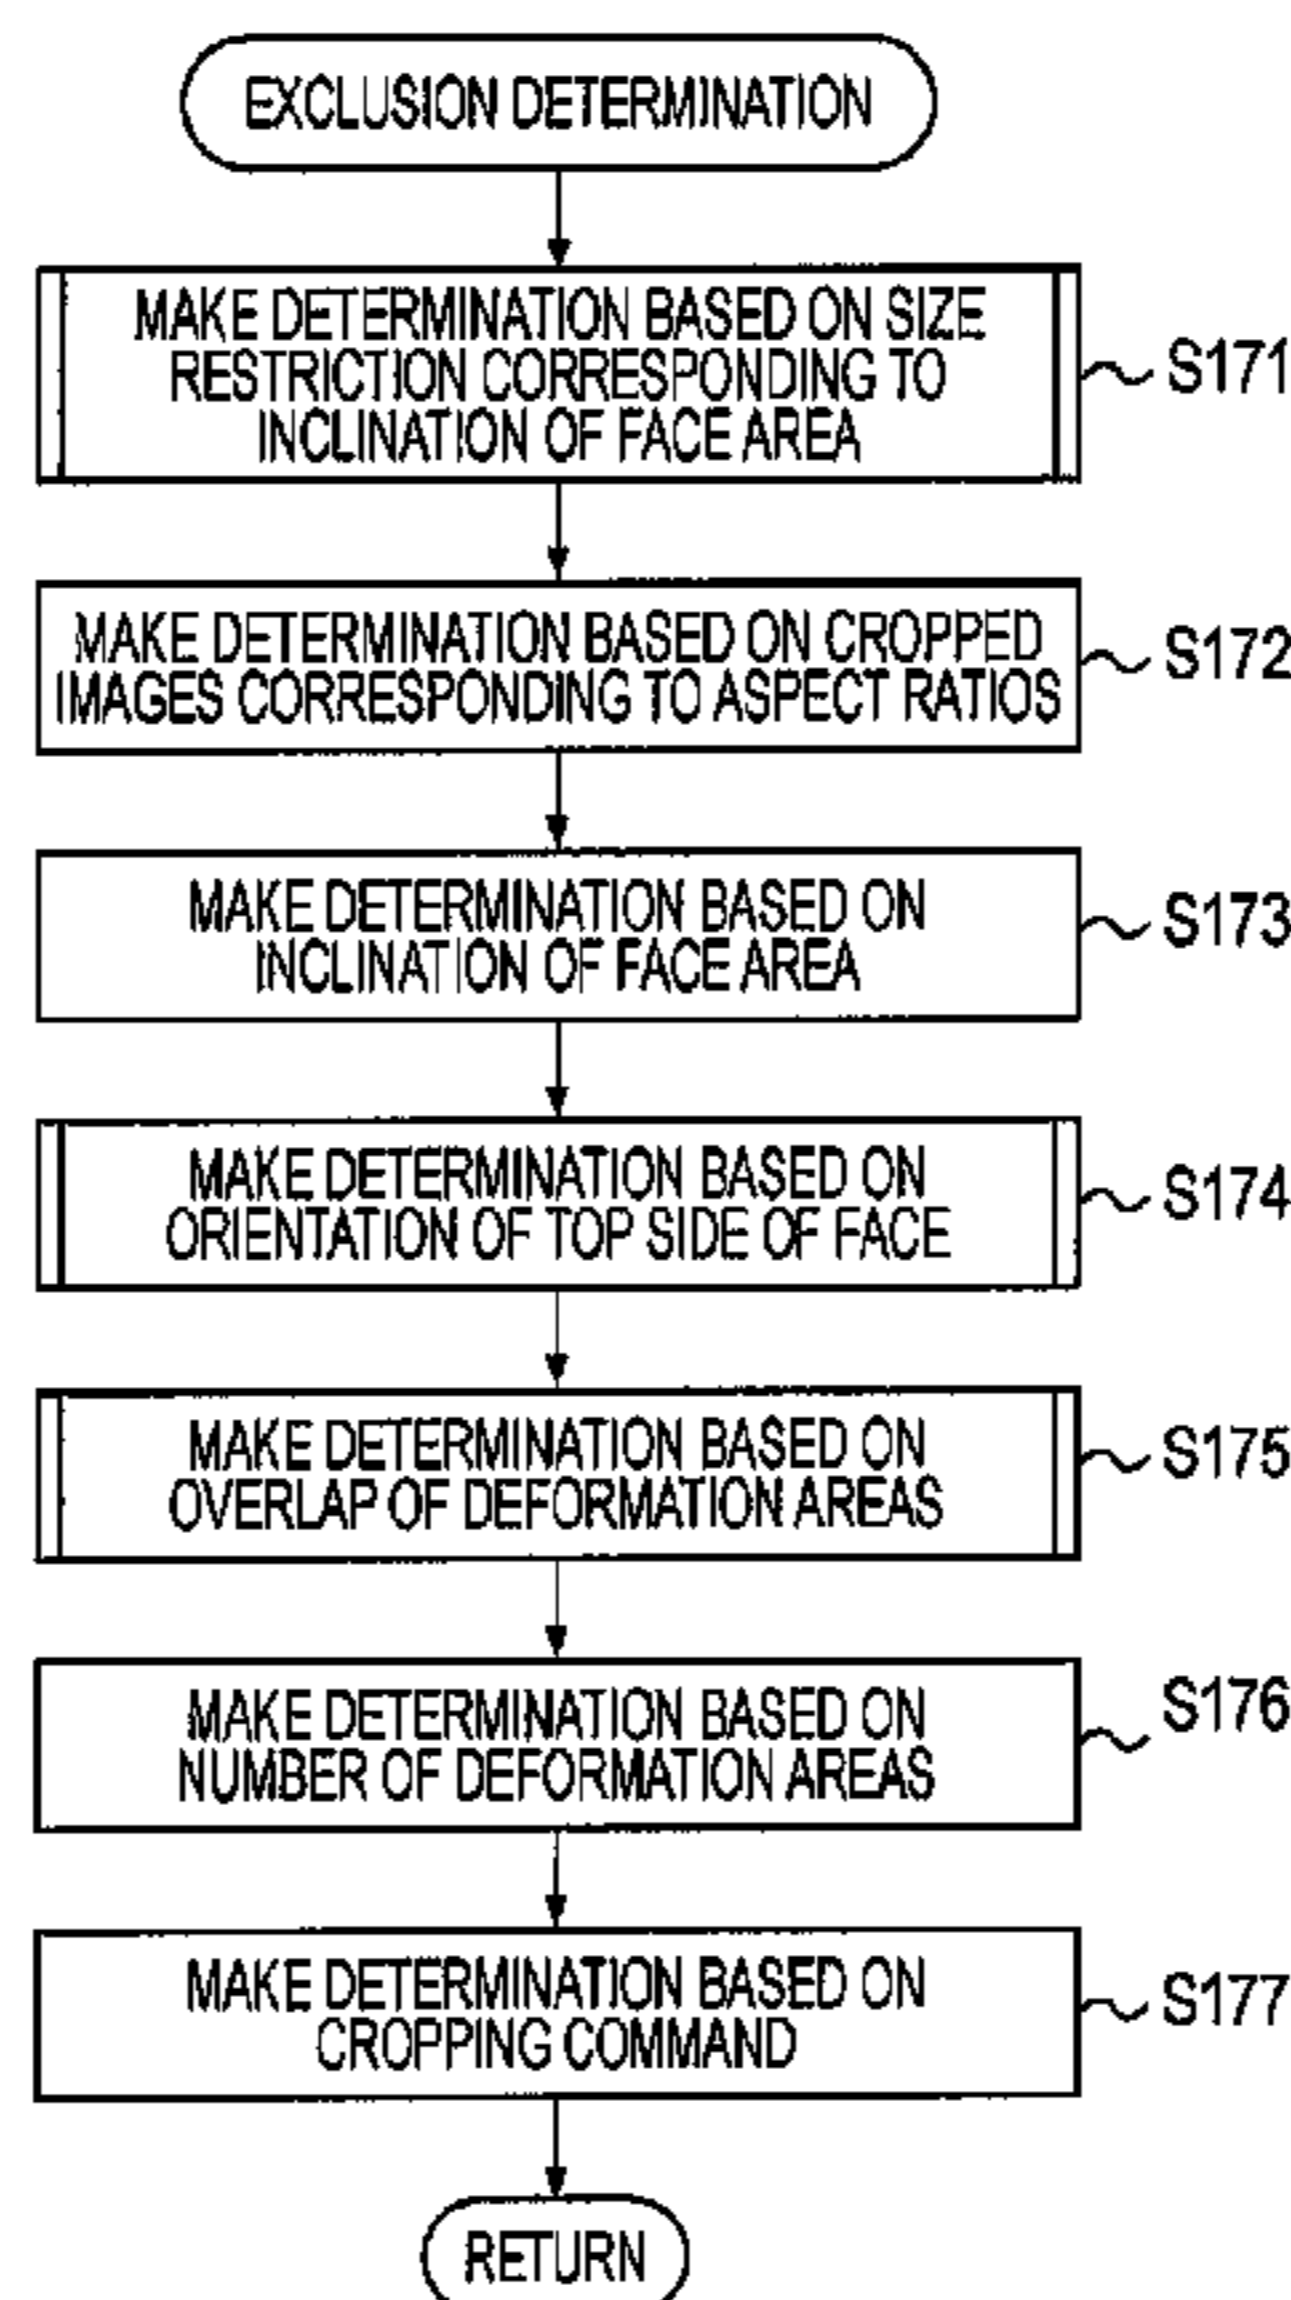 EXCLUSION DETERMINATION
MAKE DETERMINATION BASED ON SIZE
RESTRICTION CORRESPONDING TO
INCLINATION OF FACE AREA
S171
MAKE DETERMINATION BASED ON CROPPED
IMAGES CORRESPONDING TO ASPECT RATIOS
S172
MAKE DETERMINATION BASED ON
INCLINATION OF FACE AREA
S173
MAKE DETERMINATION BASED ON
ORIENTATION OF TOP SIDE OF FACE
S174
MAKE DETERMINATION BASED ON
OVERLAP OF DEFORMATION AREAS
S175
MAKE DETERMINATION BASED ON
NUMBER OF DEFORMATION AREAS
S176
MAKE DETERMINATION BASED ON
CROPPING COMMAND
S177
RETURN